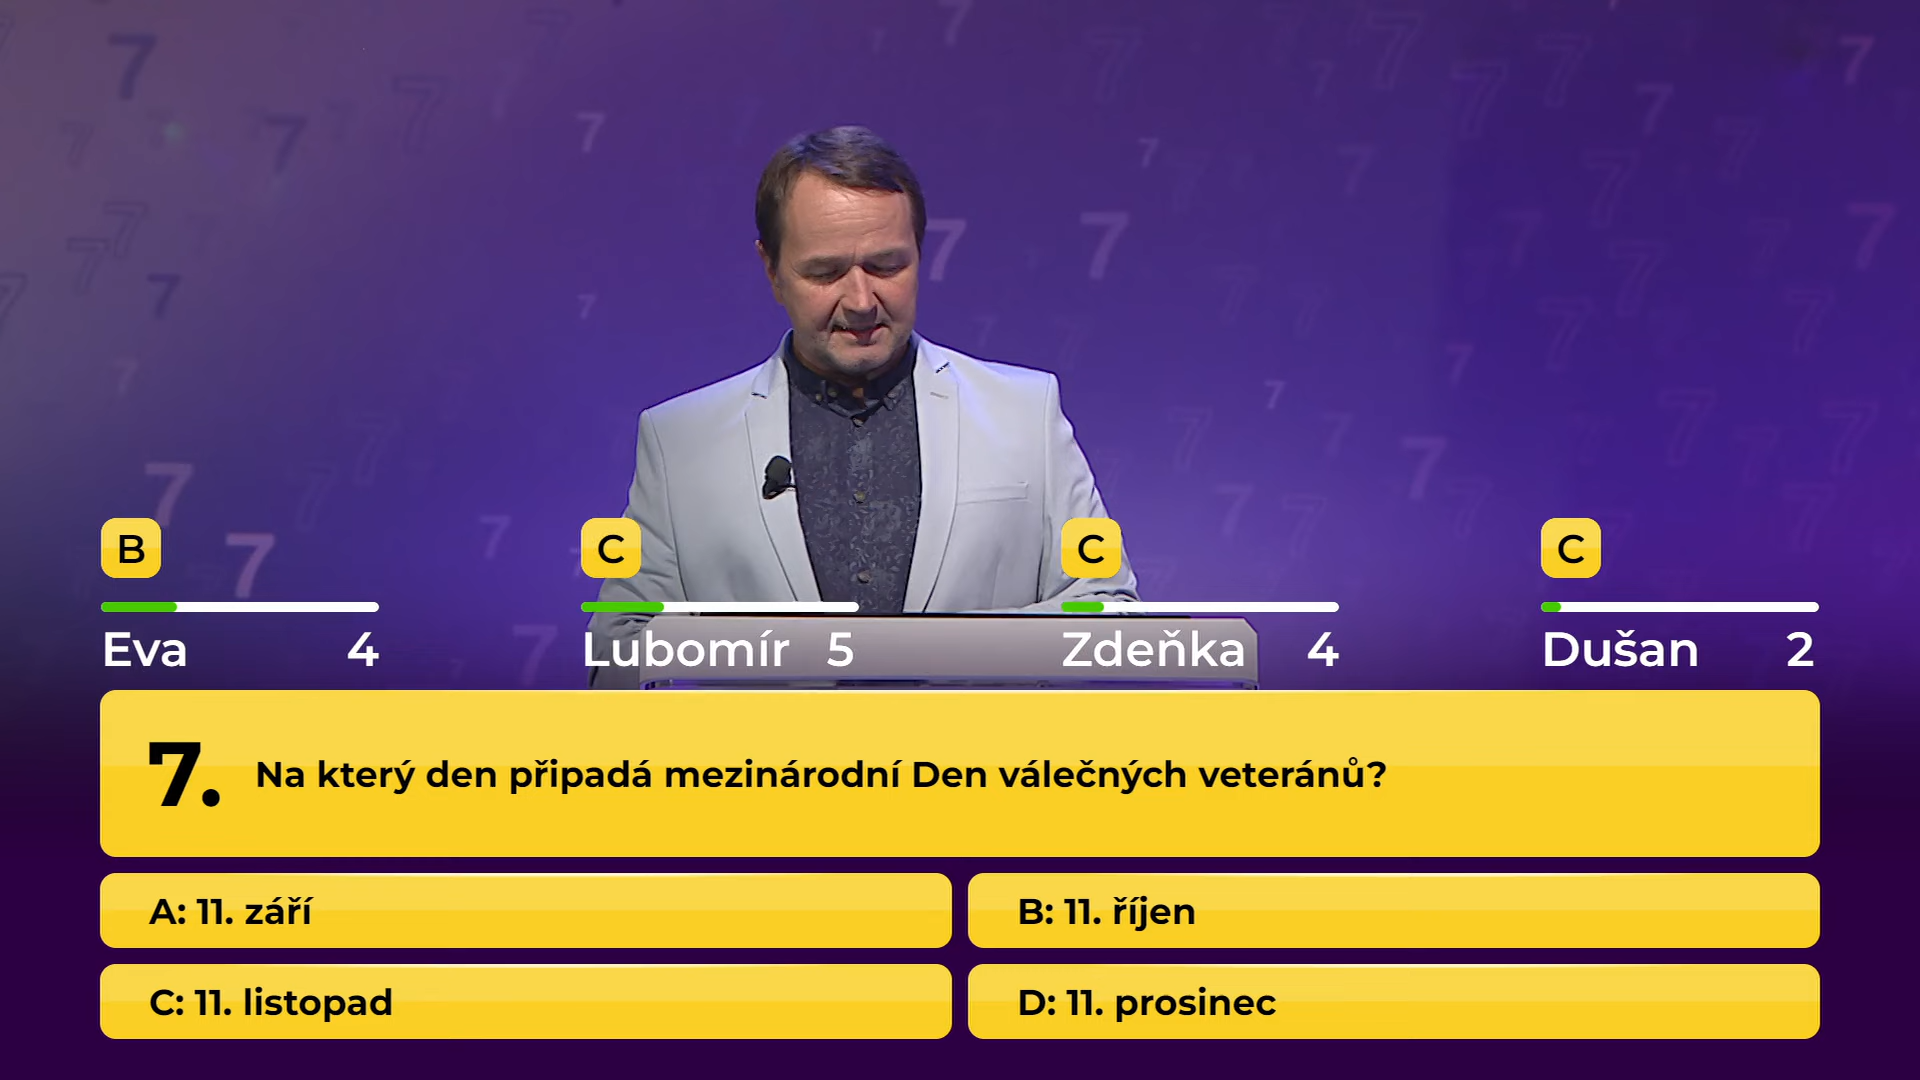 B
C
C
C
Eva 4
Lubomír 5
Zdeňka 4
Dušan 2
7. Na který den připadá mezinárodní Den válečných veteránů?
A: 11. září
B: 11. říjen
C: 11. listopad
D: 11. prosinec